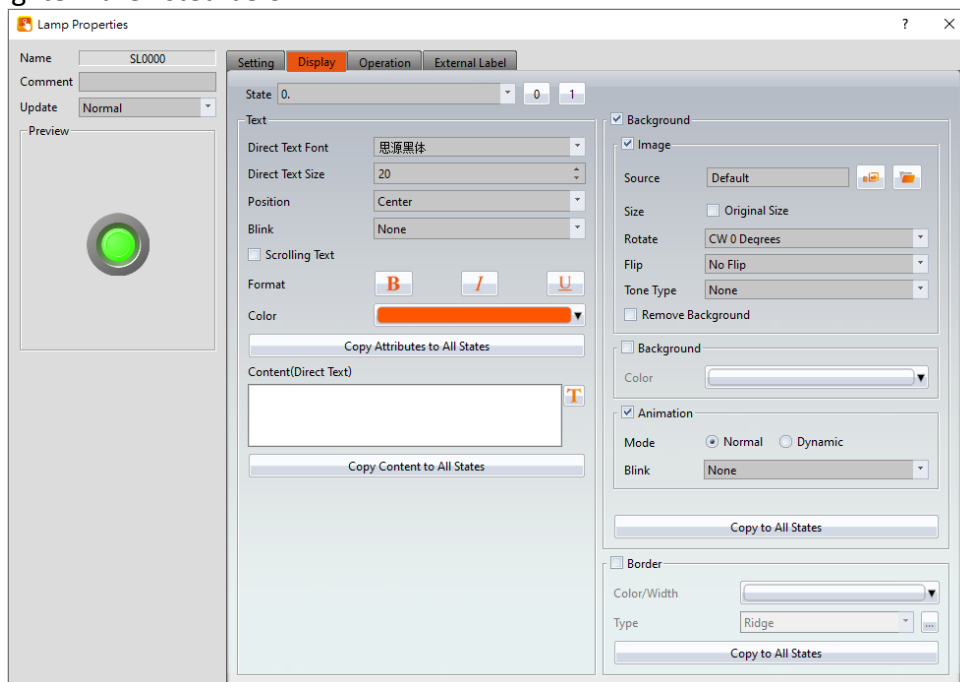 Lamp Properties ? ×
Name SL0000
Comment
Update Normal
Preview
Setting Display Operation External Label
State 0. 0 1
Text
Direct Text Font 思源黑体
Direct Text Size 20
Position Center
Blink None
Scrolling Text
Format B I U
Color
Copy Attributes to All States
Content(Direct Text)
T
Copy Content to All States
Background
Image
Source Default
Size Original Size
Rotate CW 0 Degrees
Flip No Flip
Tone Type None
Remove Background
Background
Color
Animation
Mode Normal Dynamic
Blink None
Copy to All States
Border
Color/Width
Type Ridge ...
Copy to All States